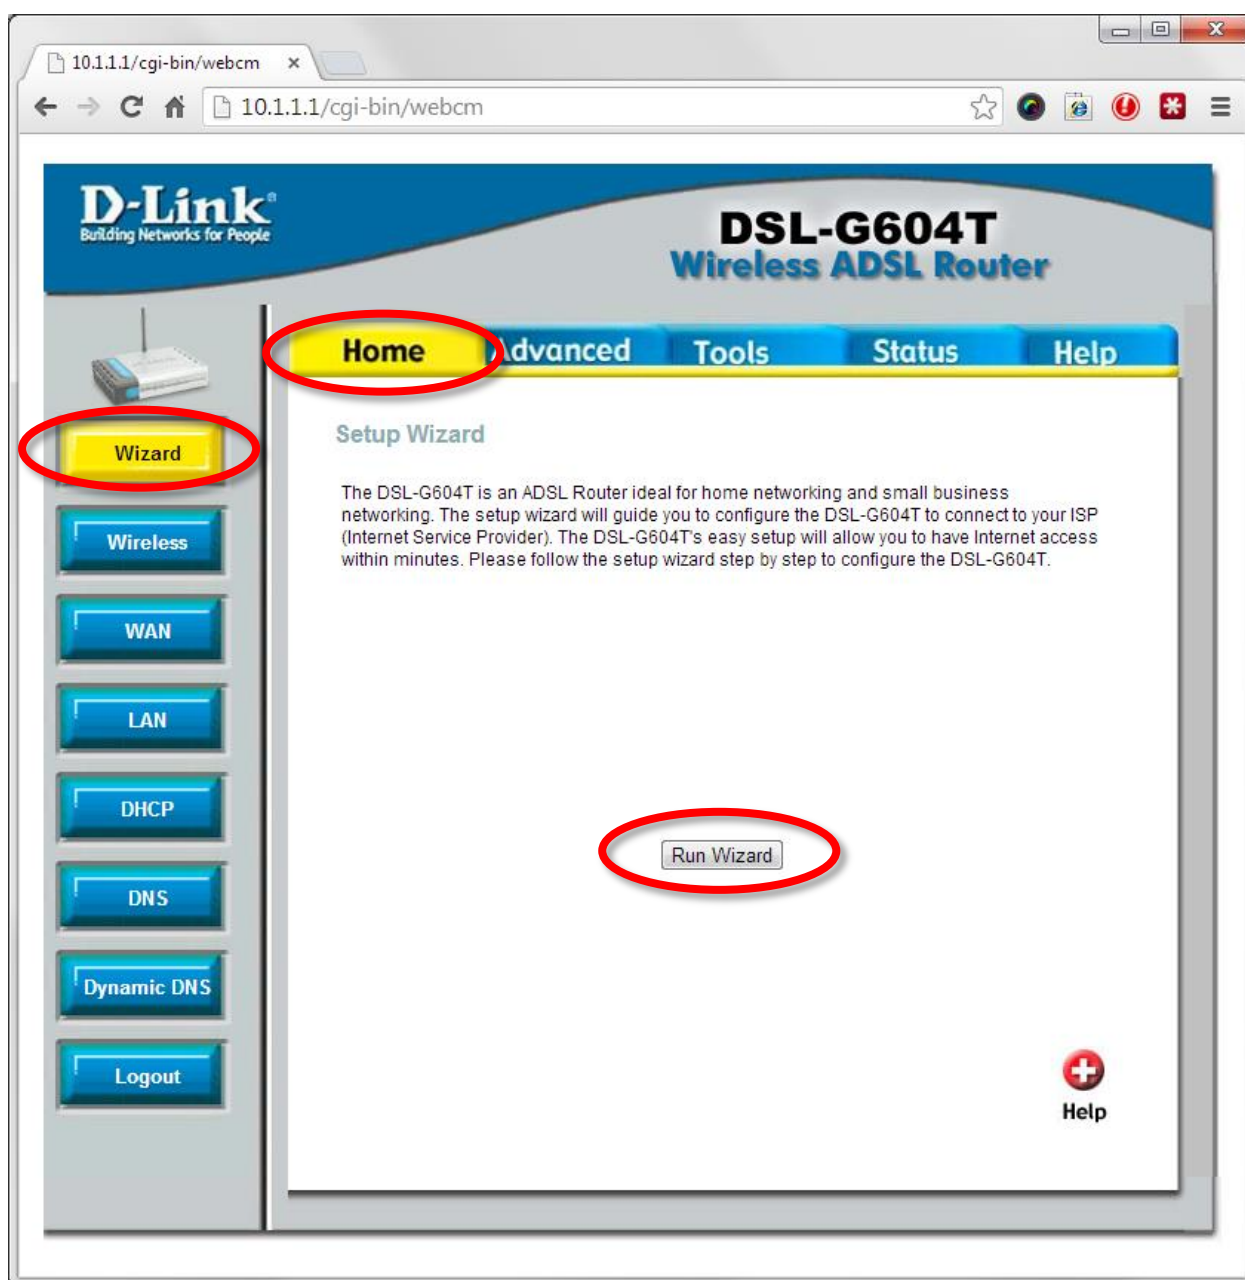 10.1.1.1/cgi-bin/webcm
10.1.1.1/cgi-bin/webcm
D-Link®
Building Networks for People
DSL-G604T
Wireless ADSL Router
Home Advanced Tools Status Help
Wizard
Wireless
WAN
LAN
DHCP
DNS
Dynamic DNS
Logout
Setup Wizard
The DSL-G604T is an ADSL Router ideal for home networking and small business
networking. The setup wizard will guide you to configure the DSL-G604T to connect to your ISP
(Internet Service Provider). The DSL-G604T's easy setup will allow you to have Internet access
within minutes. Please follow the setup wizard step by step to configure the DSL-G604T.
Run Wizard
Help